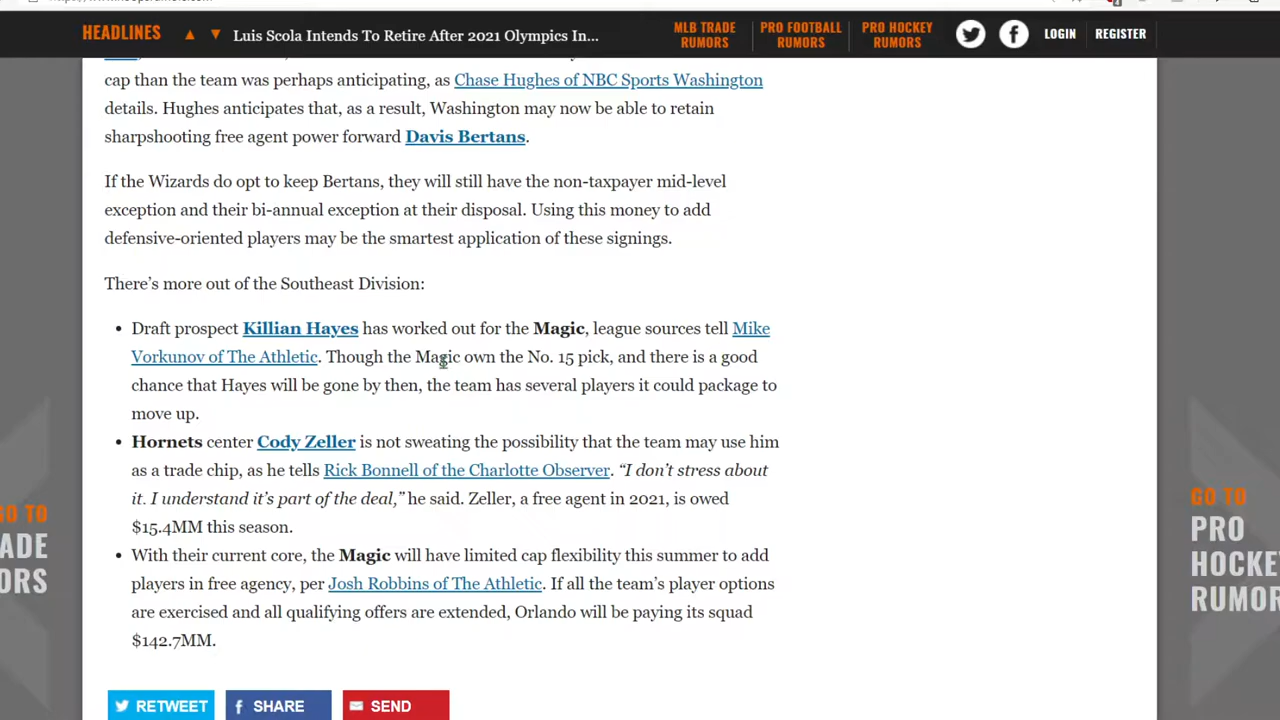 HEADLINES
Luis Scola Intends To Retire After 2021 Olympics In...
MLB TRADE
RUMORS
PRO FOOTBALL
RUMORS
PRO HOCKEY
RUMORS
LOGIN
REGISTER
cap than the team was perhaps anticipating, as Chase Hughes of NBC Sports Washington
details. Hughes anticipates that, as a result, Washington may now be able to retain
sharpshooting free agent power forward Davis Bertans.
If the Wizards do opt to keep Bertans, they will still have the non-taxpayer mid-level
exception and their bi-annual exception at their disposal. Using this money to add
defensive-oriented players may be the smartest application of these signings.
There’s more out of the Southeast Division:
• Draft prospect Killian Hayes has worked out for the Magic, league sources tell Mike
Vorkunov of The Athletic. Though the Magic own the No. 15 pick, and there is a good
chance that Hayes will be gone by then, the team has several players it could package to
move up.
• Hornets center Cody Zeller is not sweating the possibility that the team may use him
as a trade chip, as he tells Rick Bonnell of the Charlotte Observer. “I don’t stress about
it. I understand it’s part of the deal,” he said. Zeller, a free agent in 2021, is owed
$15.4MM this season.
• With their current core, the Magic will have limited cap flexibility this summer to add
players in free agency, per Josh Robbins of The Athletic. If all the team’s player options
are exercised and all qualifying offers are extended, Orlando will be paying its squad
$142.7MM.
RETWEET
SHARE
SEND
GO TO
PRO
HOCKE
RUMOR
O TO
ADE
ORS